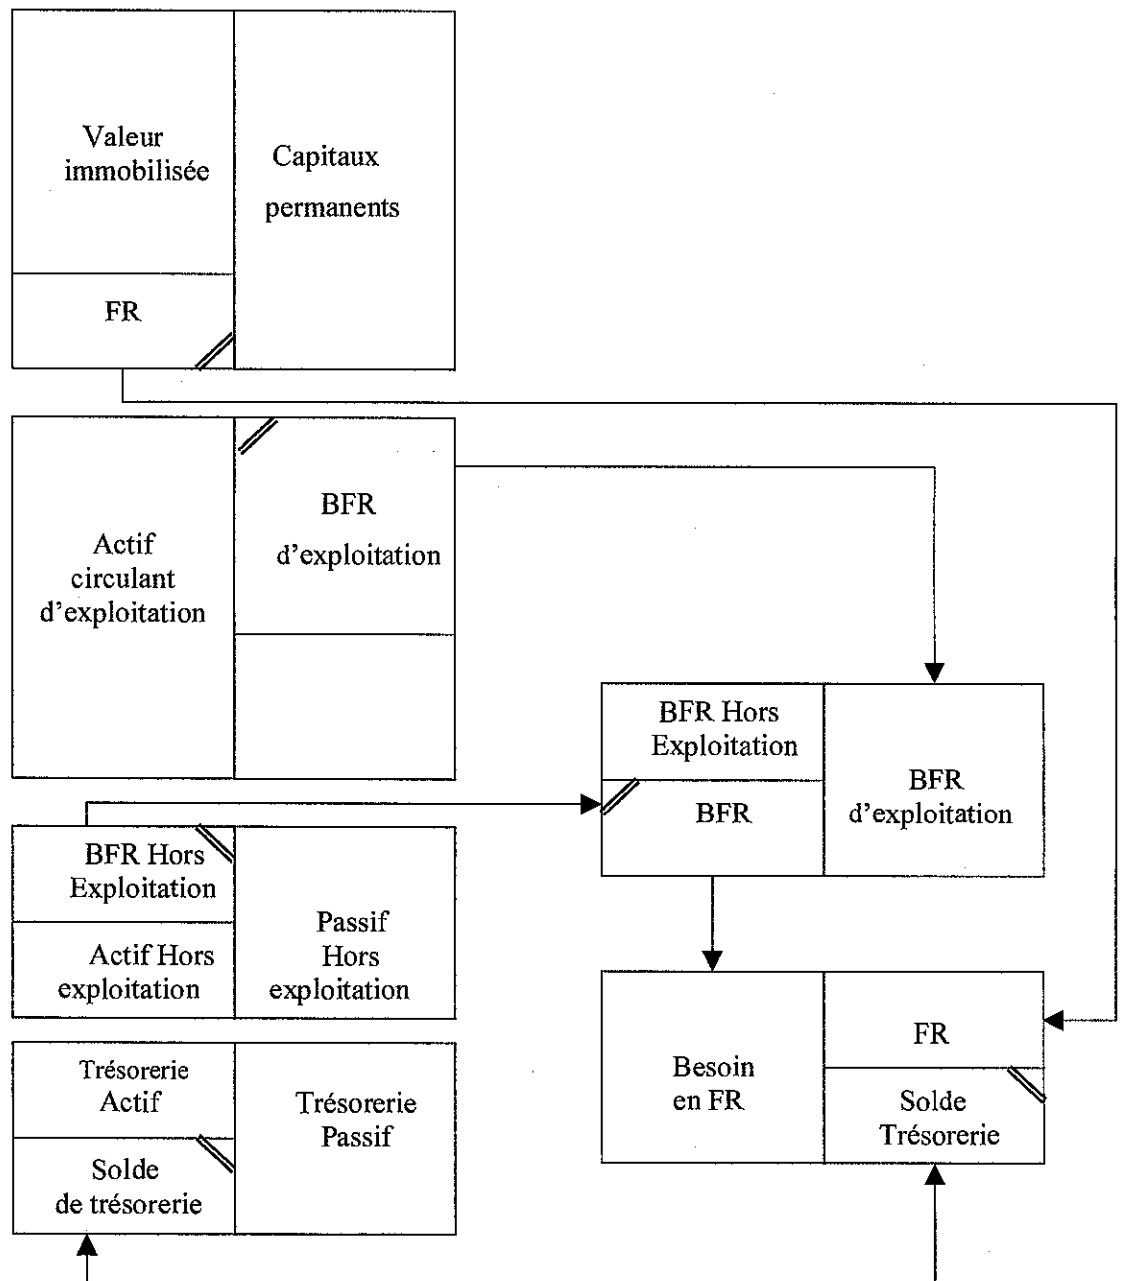 Valeur
immobilisée
Capitaux
permanents
FR
Actif
circulant
d'exploitation
BFR
d'exploitation
BFR Hors
Exploitation
BFR
BFR
d'exploitation
BFR Hors
Exploitation
Actif Hors
exploitation
Passif
Hors
exploitation
Besoin
en FR
FR
Solde
Trésorerie
Trésorerie
Actif
Trésorerie
Passif
Solde
de trésorerie